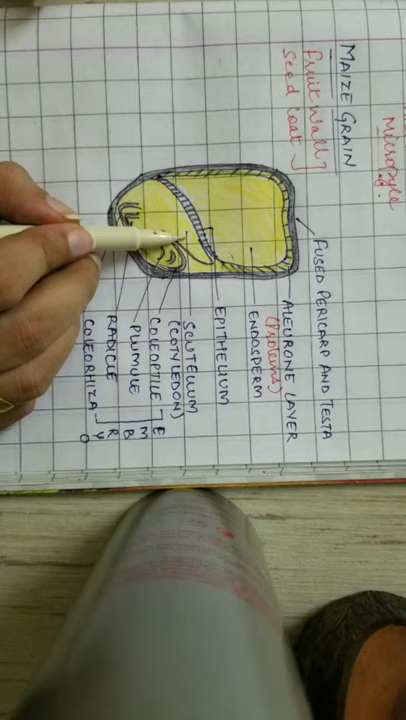 Micropyle
MAIZE GRAIN
Fruit Wall
Seed Coat
FUSED PERICARP AND TESTA
ALEURONE LAYER
(Proteins)
ENDOSPERM
EPITHELIUM
SCUTELLUM
(COTYLEDON)
COLEOPTILE
PLUMULE
RADICLE
COLEORHIZA
EMBRYO